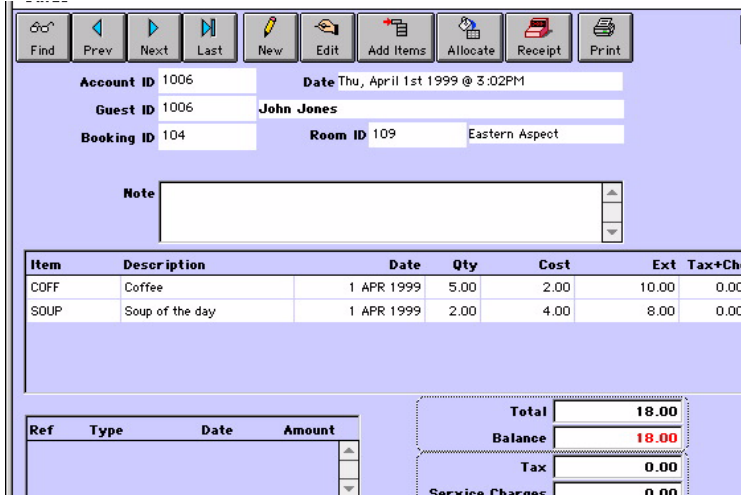 Find Prev Next Last New Edit Add Items Allocate Receipt Print
Account ID 1006 Date Thu, April 1st 1999 @ 3:02PM
Guest ID 1006 John Jones
Booking ID 104 Room ID 109 Eastern Aspect
Note
Item Description Date Qty Cost Ext Tax+Ch
COFF Coffee 1 APR 1999 5.00 2.00 10.00 0.00
SOUP Soup of the day 1 APR 1999 2.00 4.00 8.00 0.00
Total 18.00
Ref Type Date Amount
Balance 18.00
Tax 0.00
Service Charges 0.00